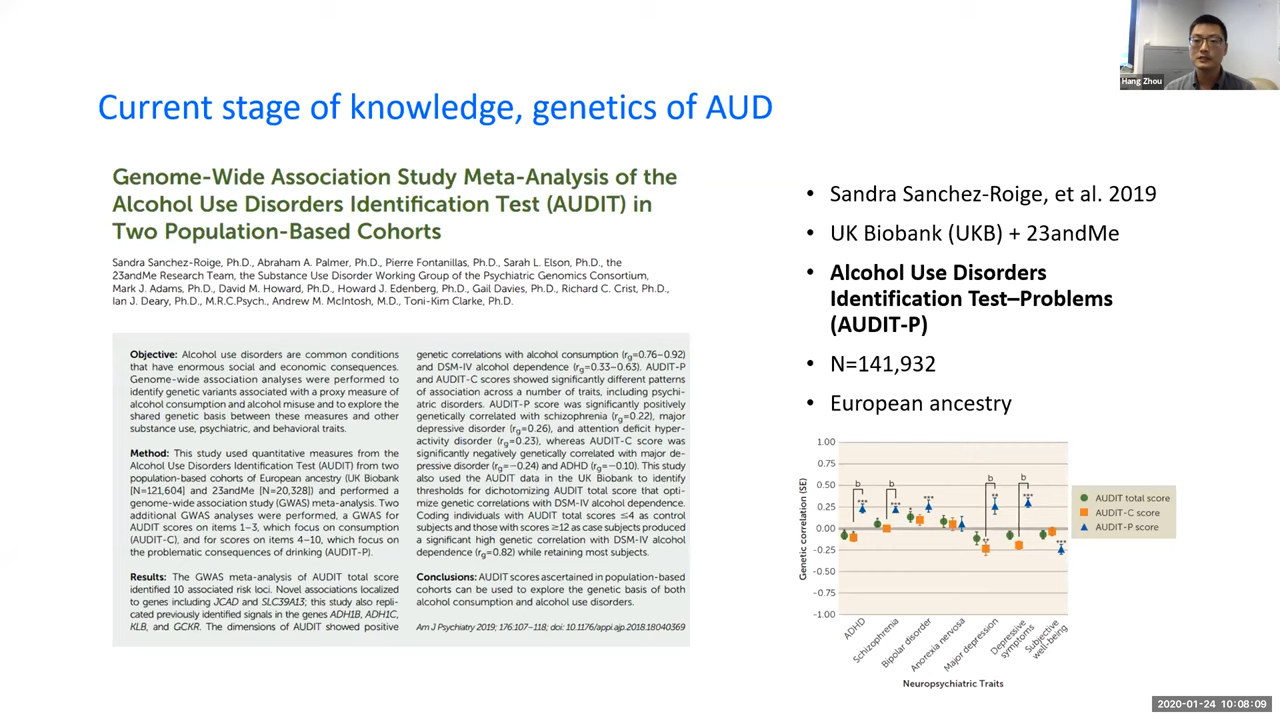 Hang Zhou
Current stage of knowledge, genetics of AUD
Genome-Wide Association Study Meta-Analysis of the
Alcohol Use Disorders Identification Test (AUDIT) in
Two Population-Based Cohorts
Sandra Sanchez-Roige, Ph.D., Abraham A. Palmer, Ph.D., Pierre Fontanillas, Ph.D., Sarah L. Elson, Ph.D., the
23andMe Research Team, the Substance Use Disorder Working Group of the Psychiatric Genomics Consortium,
Mark J. Adams, Ph.D., David M. Howard, Ph.D., Howard J. Edenberg, Ph.D., Gail Davies, Ph.D., Richard C. Crist, Ph.D.,
Ian J. Deary, Ph.D., M.R.C.Psych., Andrew M. McIntosh, M.D., Toni-Kim Clarke, Ph.D.
Objective: Alcohol use disorders are common conditions
that have enormous social and economic consequences.
Genome-wide association analyses were performed to
identify genetic variants associated with a proxy measure of
alcohol consumption and alcohol misuse and to explore the
shared genetic basis between these measures and other
substance use, psychiatric, and behavioral traits.
Method: This study used quantitative measures from the
Alcohol Use Disorders Identification Test (AUDIT) from two
population-based cohorts of European ancestry (UK Biobank
[N=121,604] and 23andMe [N=20,328]) and performed a
genome-wide association study (GWAS) meta-analysis. Two
additional GWAS analyses were performed, a GWAS for
AUDIT scores on items 1–3, which focus on consumption
(AUDIT-C), and for scores on items 4–10, which focus on
the problematic consequences of drinking (AUDIT-P).
Results: The GWAS meta-analysis of AUDIT total score
identified 10 associated risk loci. Novel associations localized
to genes including JCAD and SLC39A13; this study also repli-
cated previously identified signals in the genes ADH1B, ADH1C,
KLB, and GCKR. The dimensions of AUDIT showed positive
genetic correlations with alcohol consumption (rg=0.76–0.92)
and DSM-IV alcohol dependence (rg=0.33–0.63). AUDIT-P
and AUDIT-C scores showed significantly different patterns
of association across a number of traits, including psychi-
atric disorders. AUDIT-P score was significantly positively
genetically correlated with schizophrenia (rg=0.22), major
depressive disorder (rg=0.26), and attention deficit hyper-
activity disorder (rg=0.23), whereas AUDIT-C score was
significantly negatively genetically correlated with major de-
pressive disorder (rg=−0.24) and ADHD (rg=−0.10). This study
also used the AUDIT data in the UK Biobank to identify
thresholds for dichotomizing AUDIT total score that opti-
mize genetic correlations with DSM-IV alcohol dependence.
Coding individuals with AUDIT total scores ≤4 as control
subjects and those with scores ≥12 as case subjects produced
a significant high genetic correlation with DSM-IV alcohol
dependence (rg=0.82) while retaining most subjects.
Conclusions: AUDIT scores ascertained in population-based
cohorts can be used to explore the genetic basis of both
alcohol consumption and alcohol use disorders.
Am J Psychiatry 2019; 176:107–118; doi: 10.1176/appi.ajp.2018.18040369
• Sandra Sanchez-Roige, et al. 2019
• UK Biobank (UKB) + 23andMe
• Alcohol Use Disorders
Identification Test–Problems
(AUDIT-P)
• N=141,932
• European ancestry
Genetic correlation (SE)
1.00
0.75
0.50
0.25
0.00
-0.25
-0.50
-0.75
-1.00
b b b b
*** *** * *** ** ** *** ***
ADHD
Schizophrenia
Bipolar disorder
Anorexia nervosa
Major depression
Depressive
symptoms
Subjective
well-being
Neuropsychiatric Traits
AUDIT total score
AUDIT-C score
AUDIT-P score
2020-01-24 10:08:09